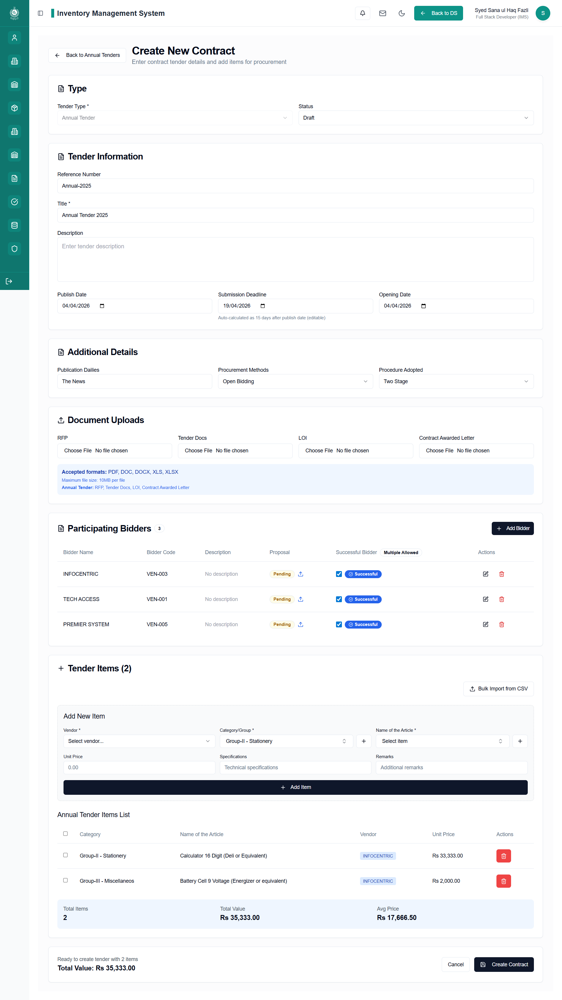 Inventory Management System
Back to DS
Syed Sana ul Haq Fazli
Full Stack Developer (IMS)
S
Back to Annual Tenders
Create New Contract
Enter contract tender details and add items for procurement
Type
Tender Type *
Status
Annual Tender
Draft
Tender Information
Reference Number
Annual-2025
Title *
Annual Tender 2025
Description
Enter tender description
Publish Date
Submission Deadline
Opening Date
04/04/2026
19/04/2026
04/04/2026
Auto-calculated as 15 days after publish date (editable)
Additional Details
Publication Dailies
Procurement Methods
Procedure Adopted
The News
Open Bidding
Two Stage
Document Uploads
RFP
Tender Docs
LOI
Contract Awarded Letter
Choose File No file chosen
Choose File No file chosen
Choose File No file chosen
Choose File No file chosen
Accepted formats: PDF, DOC, DOCX, XLS, XLSX
Maximum file size: 10MB per file
Annual Tender: RFP, Tender Docs, LOI, Contract Awarded Letter
Participating Bidders 3
Add Bidder
Bidder Name Bidder Code Description Proposal Successful Bidder Multiple Allowed Actions
INFOCENTRIC VEN-003 No description Pending Successful
TECH ACCESS VEN-001 No description Pending Successful
PREMIER SYSTEM VEN-005 No description Pending Successful
Tender Items (2)
Bulk Import from CSV
Add New Item
Vendor *
Category/Group *
Name of the Article *
Select vendor...
Group-II - Stationery
Select item
Unit Price
Specifications
Remarks
0.00
Technical specifications
Additional remarks
Add Item
Annual Tender Items List
Category Name of the Article Vendor Unit Price Actions
Group-II - Stationery Calculator 16 Digit (Deli or Equivalent) INFOCENTRIC Rs 33,333.00
Group-III - Miscellaneos Battery Cell 9 Voltage (Energizer or equivalent) INFOCENTRIC Rs 2,000.00
Total Items
Total Value
Avg Price
2
Rs 35,333.00
Rs 17,666.50
Ready to create tender with 2 items
Total Value: Rs 35,333.00
Cancel
Create Contract